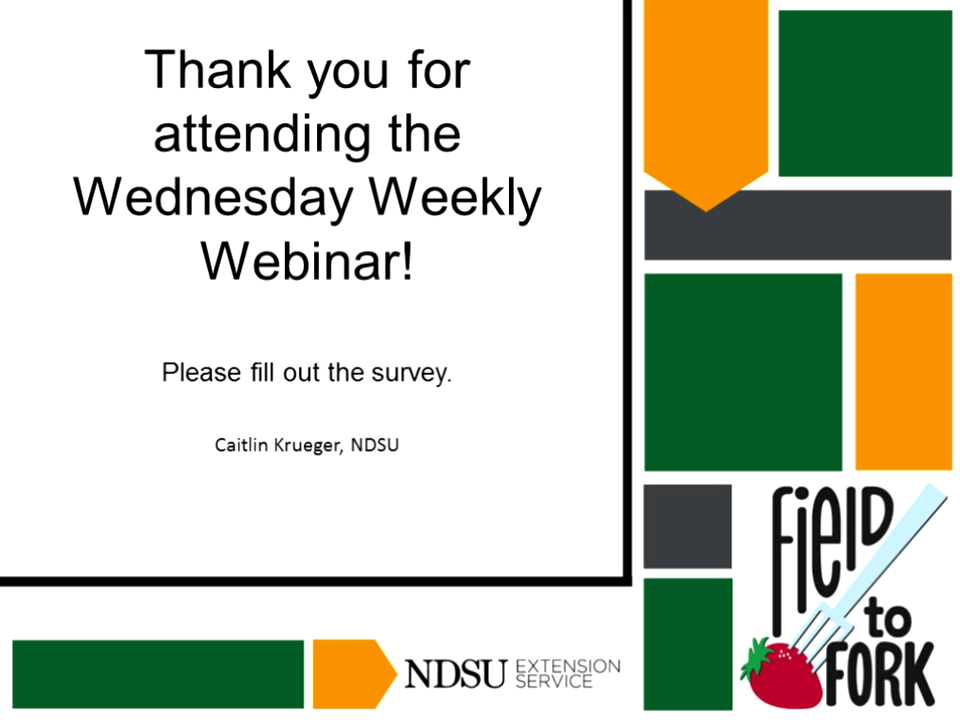 Thank you for
attending the
Wednesday Weekly
Webinar!
Please fill out the survey.
Caitlin Krueger, NDSU
NDSU EXTENSION
SERVICE
fiElD
to
FORK